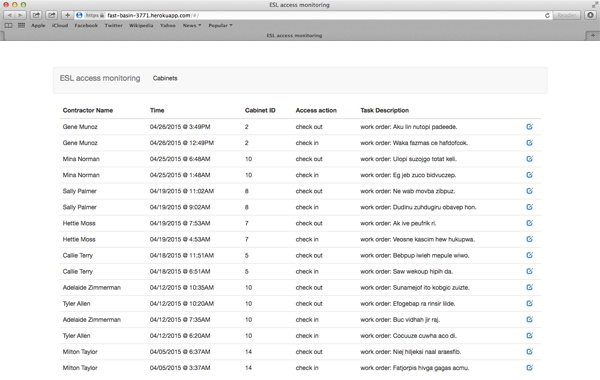 ESL access monitoring
https fast-basin-3771.herokuapp.com/#/ Reader
Apple iCloud Facebook Twitter Wikipedia Yahoo News Popular
ESL access monitoring
ESL access monitoring Cabinets
Contractor Name Time Cabinet ID Access action Task Description
Gene Munoz 04/26/2015 @ 3:49PM 2 check out work order: Aku lin nutopi padeede.
Gene Munoz 04/26/2015 @ 12:49PM 2 check in work order: Waka fazmas ce hafdofcok.
Mina Norman 04/25/2015 @ 6:48AM 10 check out work order: Ulopi suzojgo totat keli.
Mina Norman 04/25/2015 @ 1:48AM 10 check in work order: Eg jeb zuco bidvuczep.
Sally Palmer 04/19/2015 @ 11:02AM 8 check out work order: Ne wab movba zibpuz.
Sally Palmer 04/19/2015 @ 9:02AM 8 check in work order: Dudinu zuhdugiru obavep hon.
Hettie Moss 04/19/2015 @ 7:53AM 7 check out work order: Ak ive peufrik ri.
Hettie Moss 04/19/2015 @ 4:53AM 7 check in work order: Veosne kascim hew hukupwa.
Callie Terry 04/18/2015 @ 11:51AM 5 check out work order: Bebpup iwieh mepule wiwo.
Callie Terry 04/18/2015 @ 6:51AM 5 check in work order: Saw wekoup hipih da.
Adelaide Zimmerman 04/12/2015 @ 10:35AM 10 check out work order: Sunamejof ito kobgic zuizte.
Tyler Allen 04/12/2015 @ 10:20AM 10 check out work order: Efogebap ra rinsir ilide.
Adelaide Zimmerman 04/12/2015 @ 7:35AM 10 check in work order: Buc vidhah jir raj.
Tyler Allen 04/12/2015 @ 6:20AM 10 check in work order: Cocuuze cuwha aco di.
Milton Taylor 04/05/2015 @ 6:37AM 14 check out work order: Niej hiljeksi naal araesfib.
Milton Taylor 04/05/2015 @ 3:37AM 14 check in work order: Fatjorpis hivga gagas acmu.